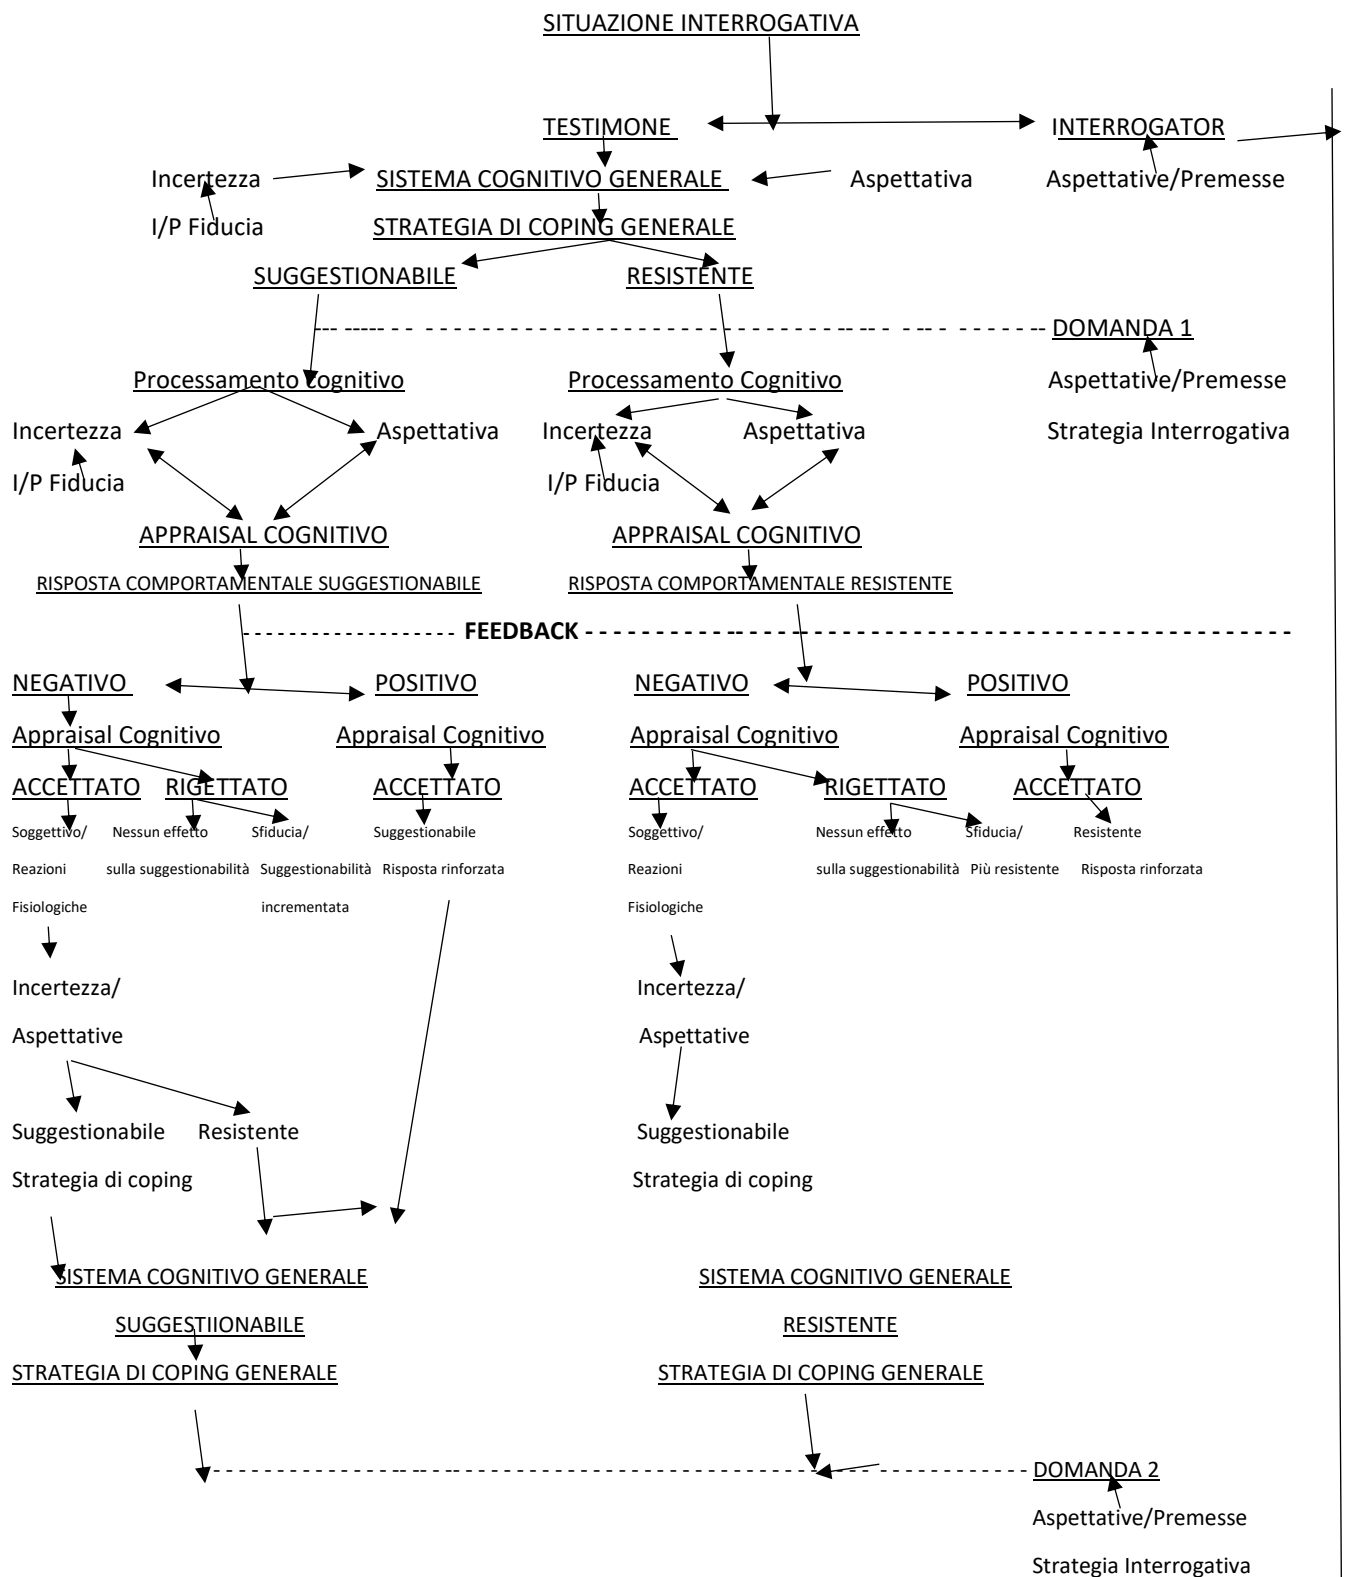 SITUAZIONE INTERROGATIVA
TESTIMONE INTERROGATOR
Incertezza SISTEMA COGNITIVO GENERALE Aspettativa Aspettative/Premesse
I/P Fiducia STRATEGIA DI COPING GENERALE
SUGGESTIONABILE RESISTENTE
DOMANDA 1
Processamento Cognitivo Processamento Cognitivo Aspettative/Premesse
Incertezza Aspettativa Incertezza Aspettativa Strategia Interrogativa
I/P Fiducia I/P Fiducia
APPRAISAL COGNITIVO APPRAISAL COGNITIVO
RISPOSTA COMPORTAMENTALE SUGGESTIONABILE RISPOSTA COMPORTAMENTALE RESISTENTE
FEEDBACK
NEGATIVO POSITIVO NEGATIVO POSITIVO
Appraisal Cognitivo Appraisal Cognitivo Appraisal Cognitivo Appraisal Cognitivo
ACCETTATO RIGETTATO ACCETTATO ACCETTATO RIGETTATO ACCETTATO
Soggettivo/ Nessun effetto Sfiducia/ Suggestionabile Soggettivo/ Nessun effetto Sfiducia/ Resistente
Reazioni sulla suggestionabilità Suggestionabilità Risposta rinforzata Reazioni sulla suggestionabilità Più resistente Risposta rinforzata
Fisiologiche incrementata Fisiologiche
Incertezza/ Incertezza/
Aspettative Aspettative
Suggestionabile Resistente Suggestionabile
Strategia di coping Strategia di coping
SISTEMA COGNITIVO GENERALE SISTEMA COGNITIVO GENERALE
SUGGESTIIONABILE RESISTENTE
STRATEGIA DI COPING GENERALE STRATEGIA DI COPING GENERALE
DOMANDA 2
Aspettative/Premesse
Strategia Interrogativa